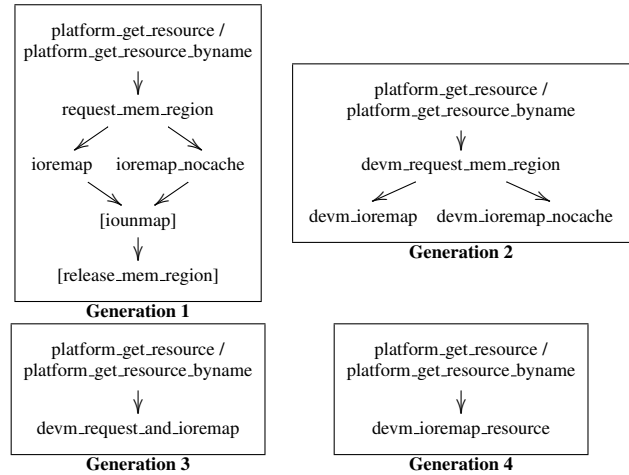 platform_get_resource /
platform_get_resource_byname
request_mem_region
ioremap ioremap_nocache
[iounmap]
[release_mem_region]
Generation 1
platform_get_resource /
platform_get_resource_byname
devm_request_mem_region
devm_ioremap devm_ioremap_nocache
Generation 2
platform_get_resource /
platform_get_resource_byname
devm_request_and_ioremap
Generation 3
platform_get_resource /
platform_get_resource_byname
devm_ioremap_resource
Generation 4